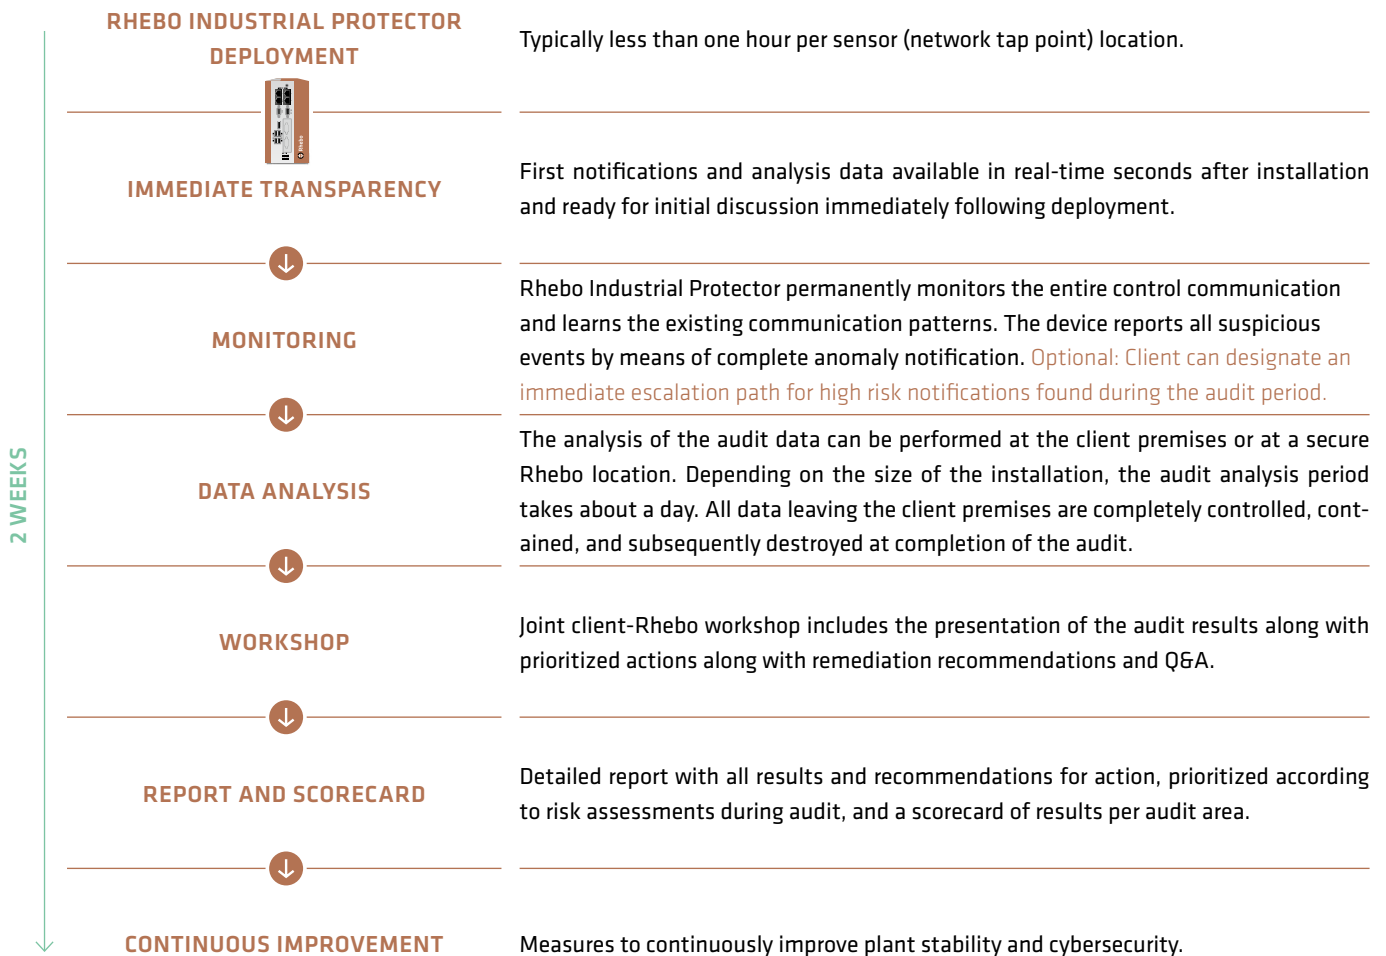 RHEBO INDUSTRIAL PROTECTOR
DEPLOYMENT
Typically less than one hour per sensor (network tap point) location.
Rhebo
IMMEDIATE TRANSPARENCY
First notifications and analysis data available in real-time seconds after installation
and ready for initial discussion immediately following deployment.
MONITORING
Rhebo Industrial Protector permanently monitors the entire control communication
and learns the existing communication patterns. The device reports all suspicious
events by means of complete anomaly notification. Optional: Client can designate an
immediate escalation path for high risk notifications found during the audit period.
2 WEEKS
DATA ANALYSIS
The analysis of the audit data can be performed at the client premises or at a secure
Rhebo location. Depending on the size of the installation, the audit analysis period
takes about a day. All data leaving the client premises are completely controlled, cont-
ained, and subsequently destroyed at completion of the audit.
WORKSHOP
Joint client-Rhebo workshop includes the presentation of the audit results along with
prioritized actions along with remediation recommendations and Q&A.
REPORT AND SCORECARD
Detailed report with all results and recommendations for action, prioritized according
to risk assessments during audit, and a scorecard of results per audit area.
CONTINUOUS IMPROVEMENT
Measures to continuously improve plant stability and cybersecurity.